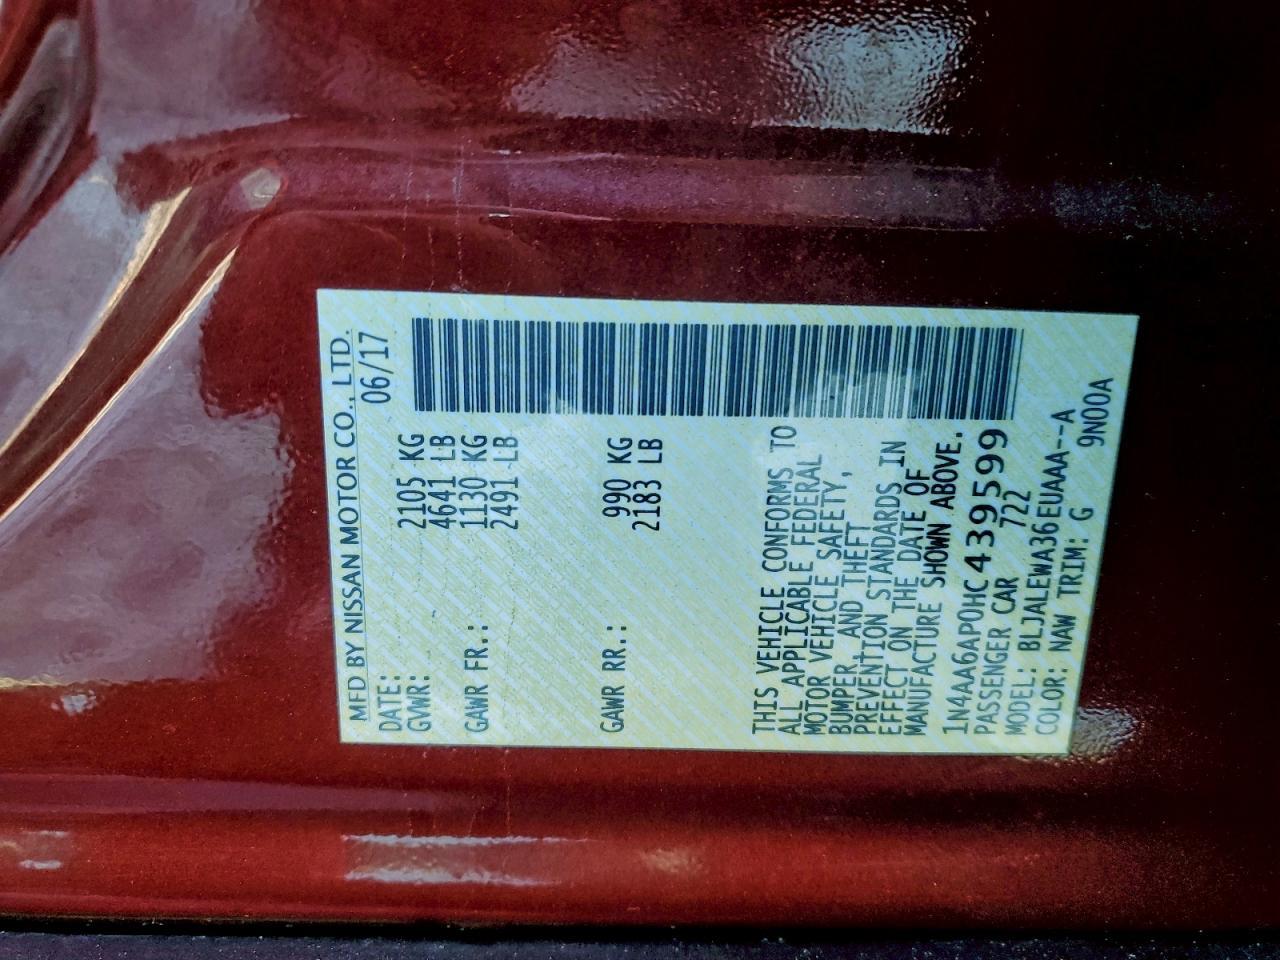 MFD BY NISSAN MOTOR CO., LTD.
DATE: 06/17
GVWR: 2105 KG
4641 LB
GAWR FR.: 1130 KG
2491 LB
GAWR RR.: 990 KG
2183 LB
THIS VEHICLE CONFORMS TO
ALL APPLICABLE FEDERAL
MOTOR VEHICLE SAFETY,
BUMPER, AND THEFT
PREVENTION STANDARDS IN
EFFECT ON THE DATE OF
MANUFACTURE SHOWN ABOVE.
1N4AA6AP0HC439599
PASSENGER CAR 722
MODEL: BLJALEWA36EUAAA--A
COLOR: NAW TRIM: G 9N00A